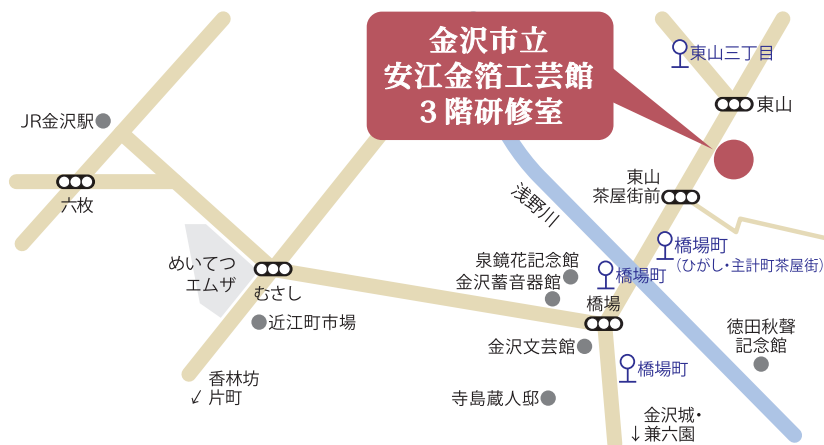 金沢市立
安江金箔工芸館
３階研修室
東山三丁目
東山
JR金沢駅
六枚
東山
茶屋街前
浅野川
橋場町
（ひがし・主計町茶屋街）
めいてつ
エムザ
むさし
泉鏡花記念館
金沢蓄音器館
橋場町
橋場
近江町市場
金沢文芸館
徳田秋聲
記念館
橋場町
香林坊
↙ 片町
寺島蔵人邸
金沢城・
↓兼六園